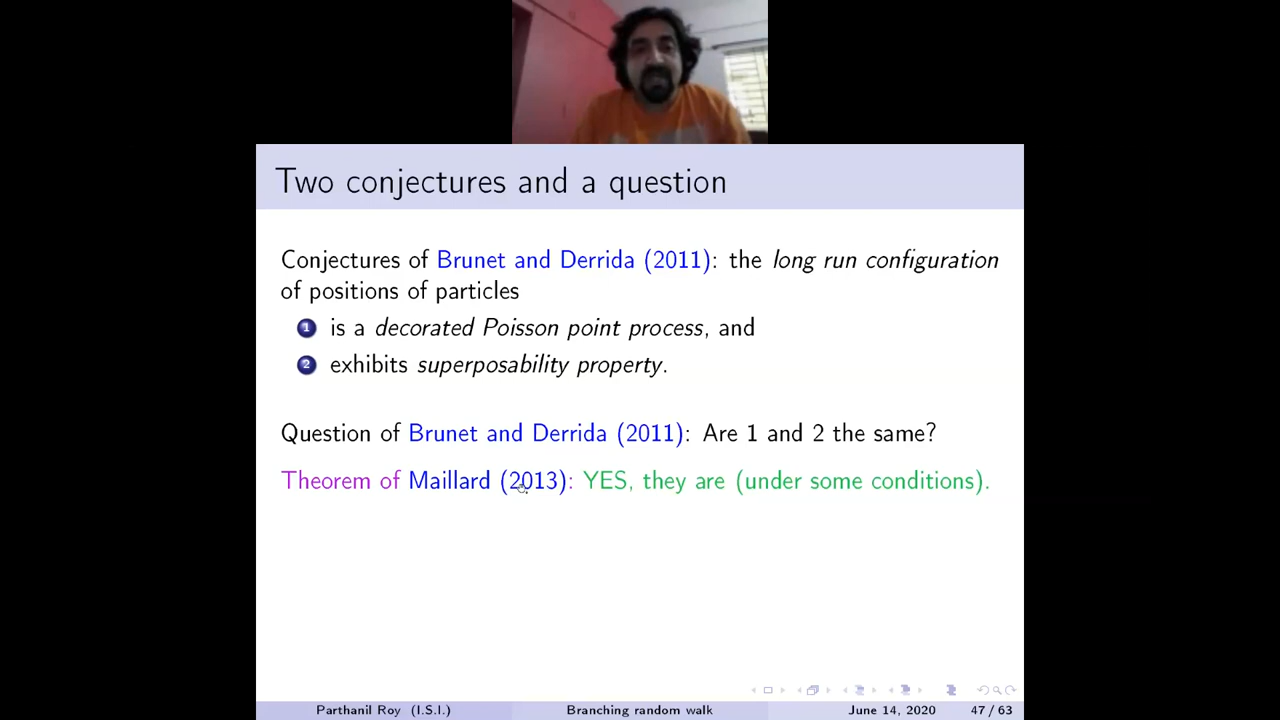 Two conjectures and a question
Conjectures of Brunet and Derrida (2011): the long run configuration
of positions of particles
1 is a decorated Poisson point process, and
2 exhibits superposability property.
Question of Brunet and Derrida (2011): Are 1 and 2 the same?
Theorem of Maillard (2013): YES, they are (under some conditions).
Parthanil Roy (I.S.I.) Branching random walk June 14, 2020 47 / 63